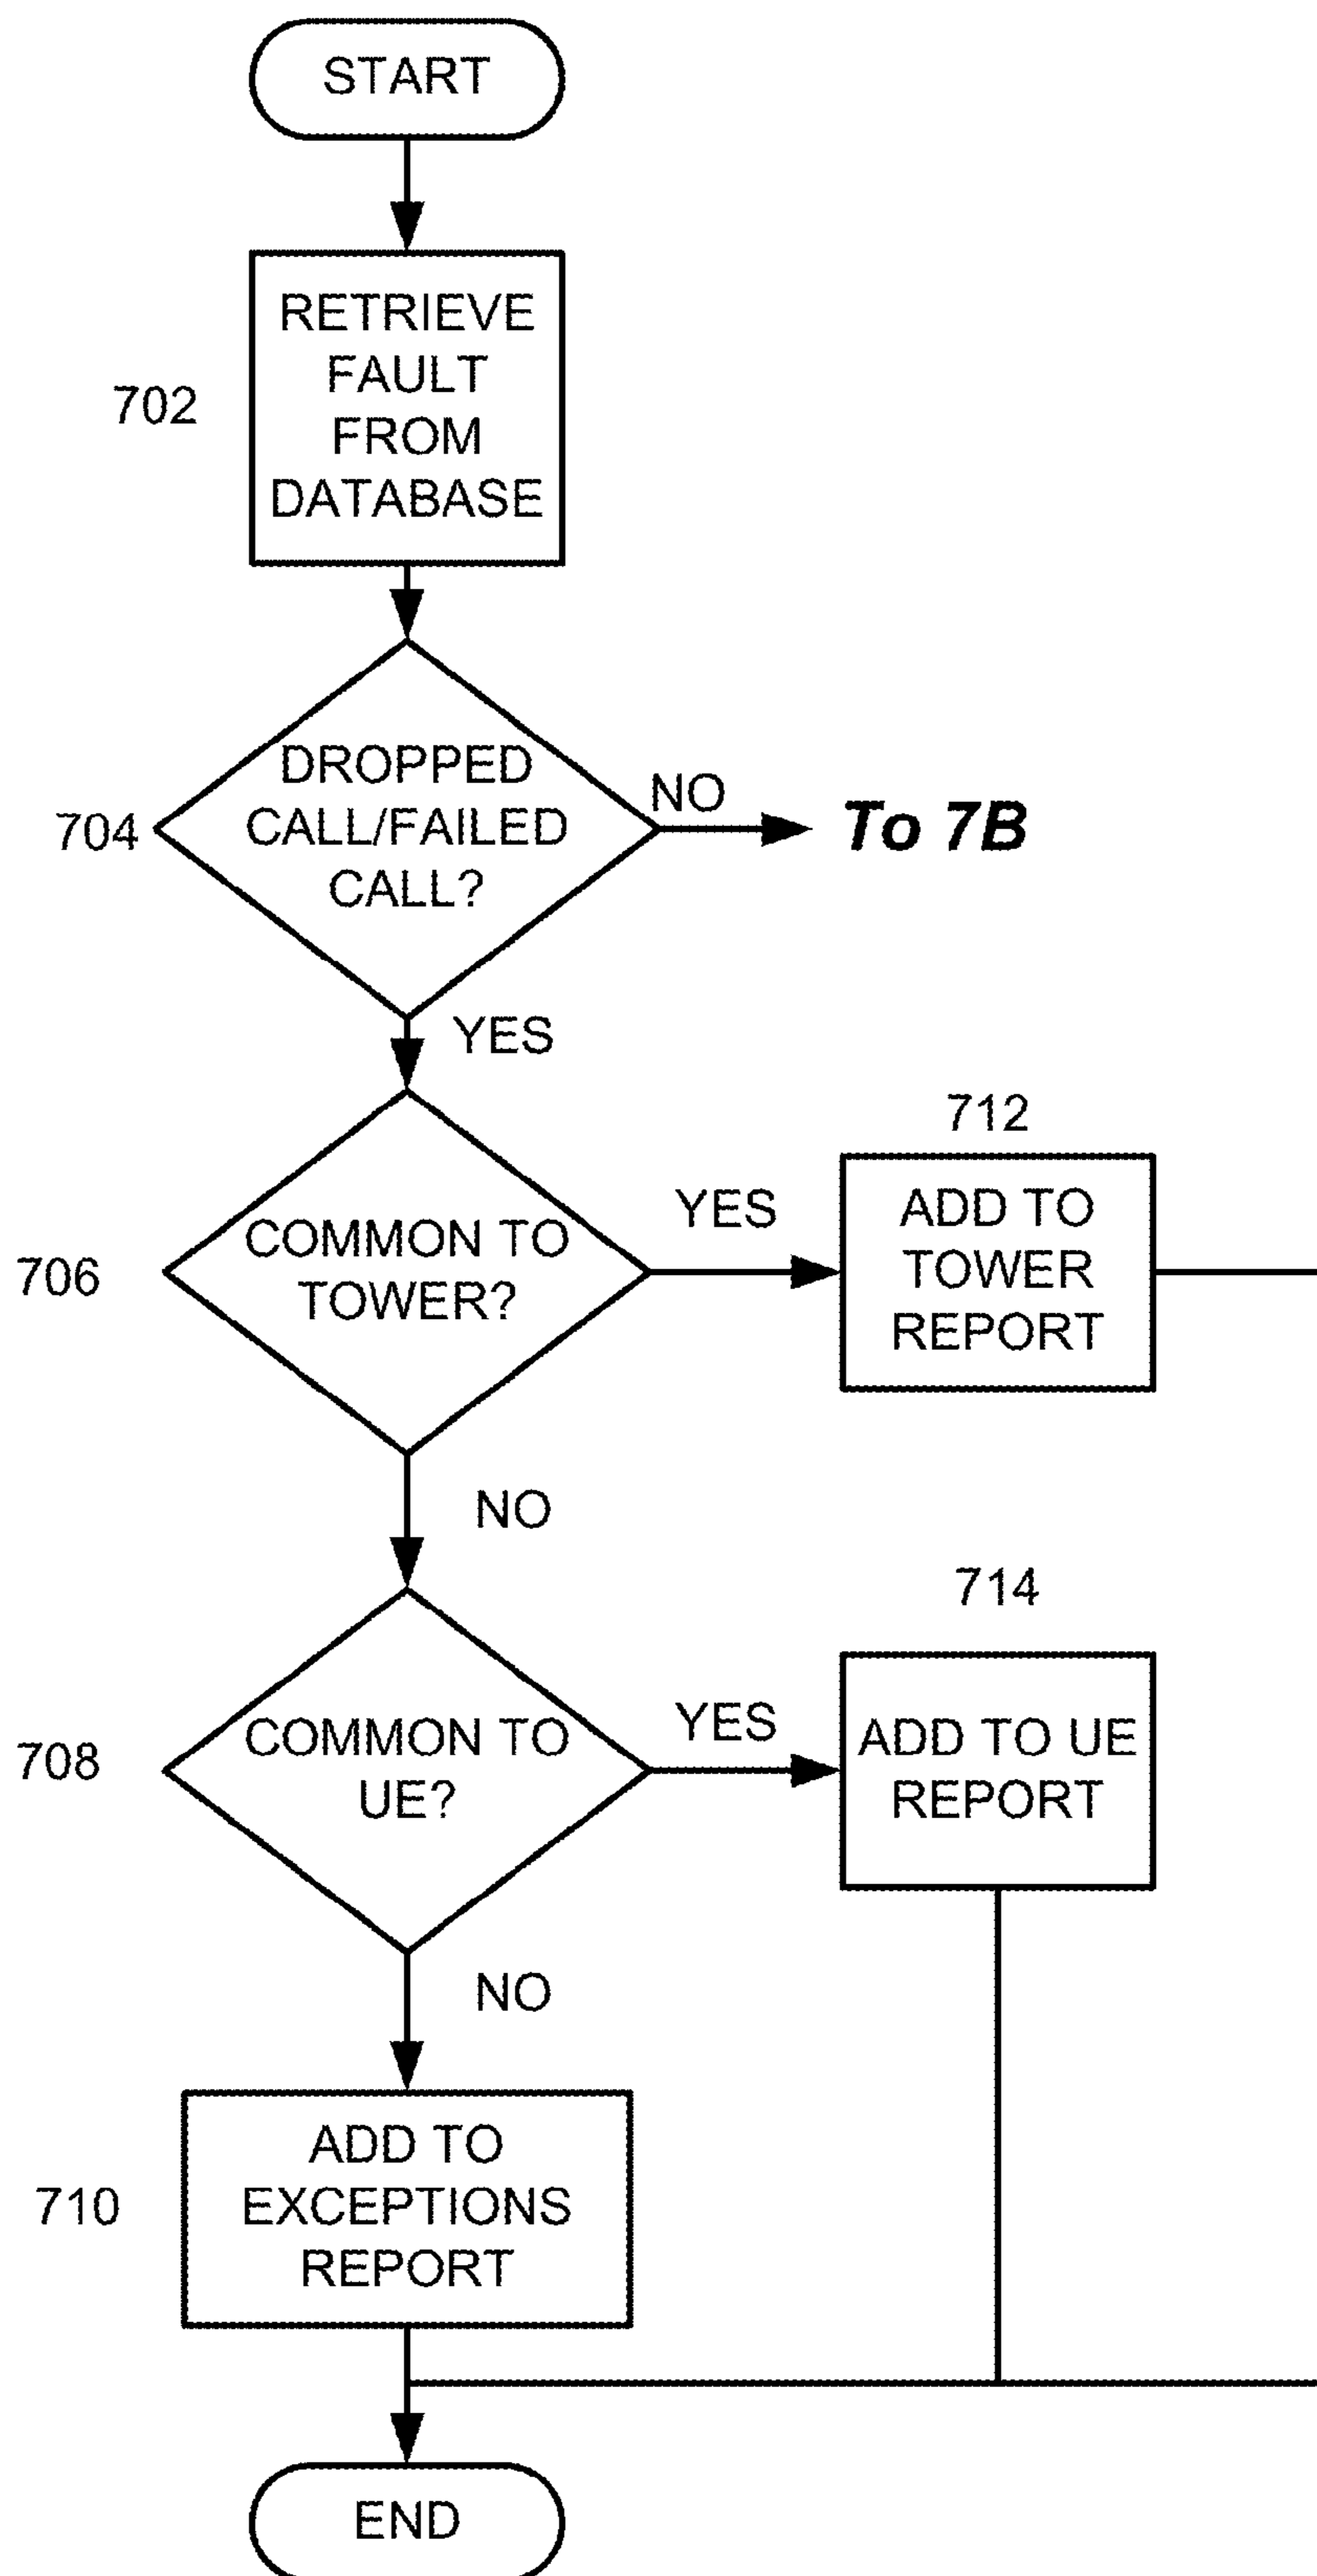 START
702
RETRIEVE
FAULT
FROM
DATABASE
704
DROPPED
CALL/FAILED
CALL?
NO
To 7B
YES
706
COMMON TO
TOWER?
YES
712
ADD TO
TOWER
REPORT
NO
708
COMMON TO
UE?
YES
714
ADD TO UE
REPORT
NO
710
ADD TO
EXCEPTIONS
REPORT
END